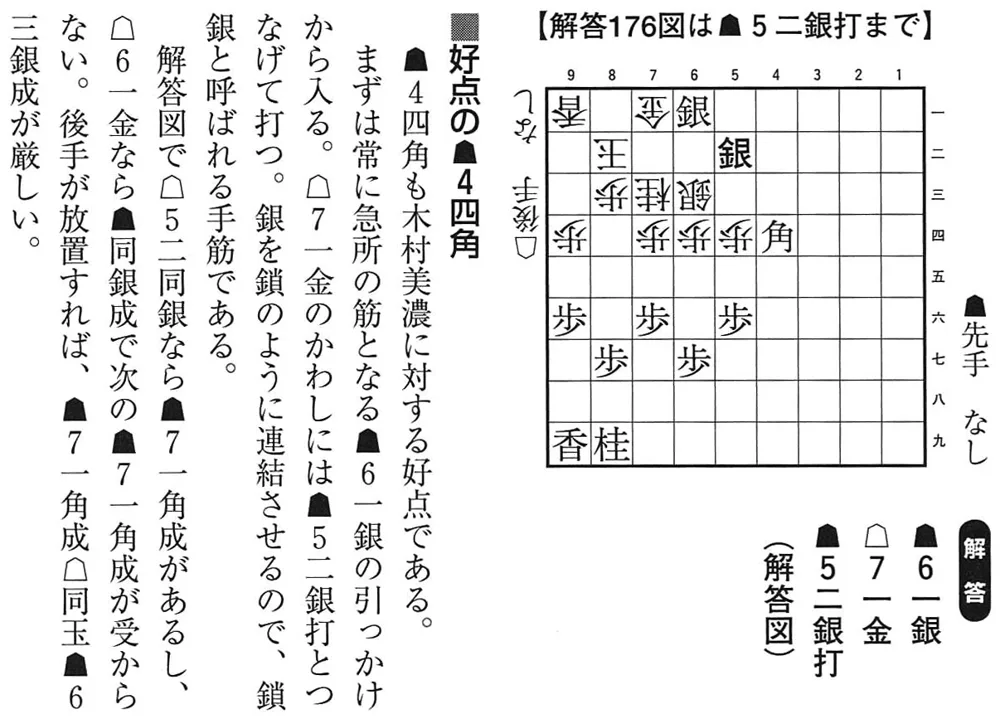 【解答176図は☗5二銀打まで】
9 8 7 6 5 4 3 2 1
香 金 銀 一
王 銀 二
歩 桂 銀 三
歩 歩 歩 歩 角 四
五
歩 歩 歩 六
歩 歩 七
八
香 桂 九
☗先手 なし
☖後手 なし
解答
☗6一銀
☖7一金
☗5二銀打
(解答図)
■好点の☗4四角
☗4四角も木村美濃に対する好点である。
まずは常に急所の筋となる☗6一銀の引っかけ
から入る。☖7一金のかわしには☗5二銀打とつ
なげて打つ。銀を鎖のように連結させるので、鎖
銀と呼ばれる手筋である。
解答図で☖5二同銀なら☗7一角成があるし、
☖6一金なら☗同銀成で次の☗7一角成が受から
ない。後手が放置すれば、☗7一角成☖同玉☗6
三銀成が厳しい。